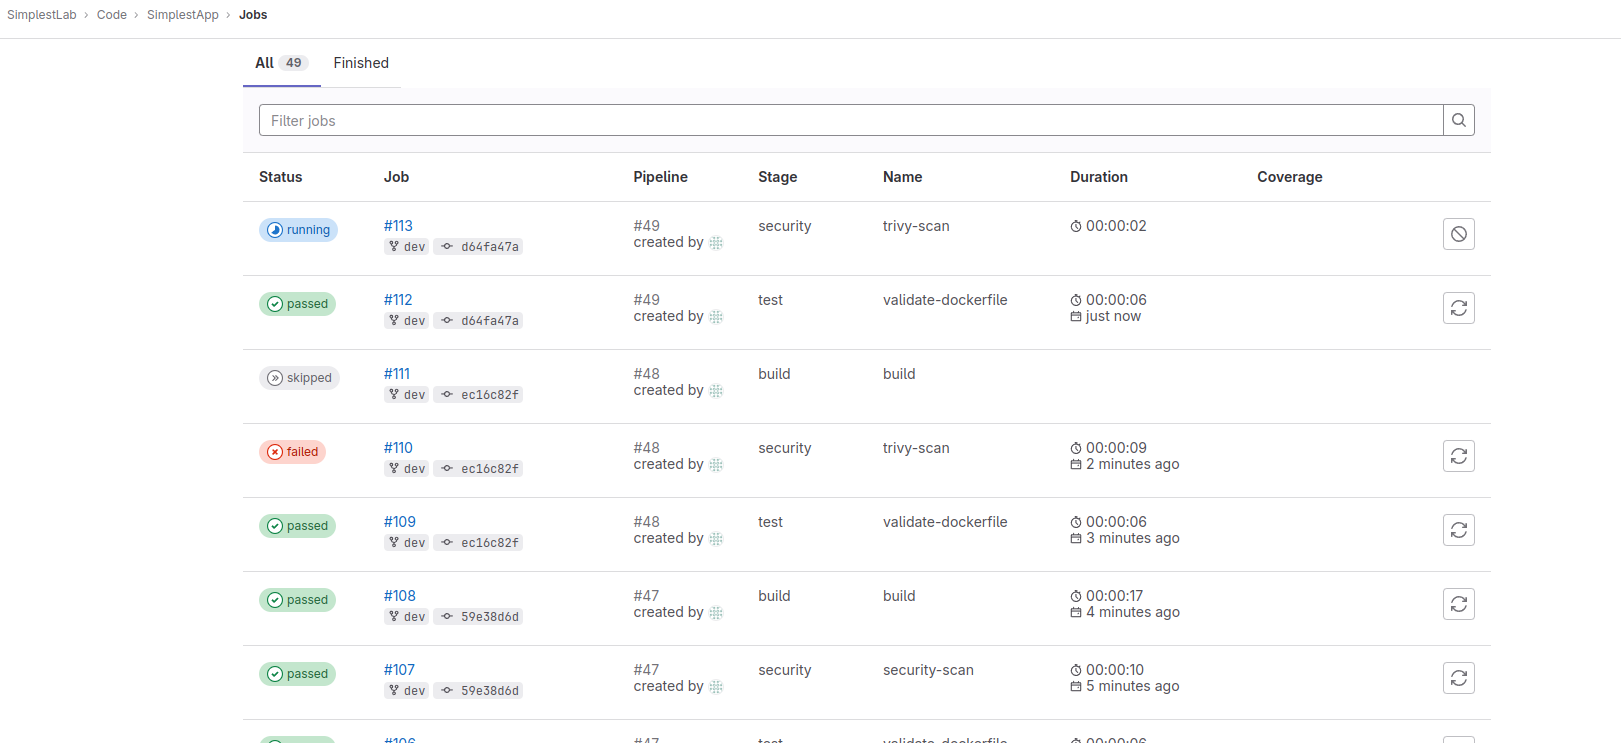 SimplestLab › Code › SimplestApp › Jobs
All 49 Finished
Filter jobs
Status Job Pipeline Stage Name Duration Coverage
running #113 #49 security trivy-scan 00:00:02
dev d64fa47a created by
passed #112 #49 test validate-dockerfile 00:00:06
dev d64fa47a created by just now
skipped #111 #48 build build
dev ec16c82f created by
failed #110 #48 security trivy-scan 00:00:09
dev ec16c82f created by 2 minutes ago
passed #109 #48 test validate-dockerfile 00:00:06
dev ec16c82f created by 3 minutes ago
passed #108 #47 build build 00:00:17
dev 59e38d6d created by 4 minutes ago
passed #107 #47 security security-scan 00:00:10
dev 59e38d6d created by 5 minutes ago
#106 #47 test validate-dockerfile 00:00:06